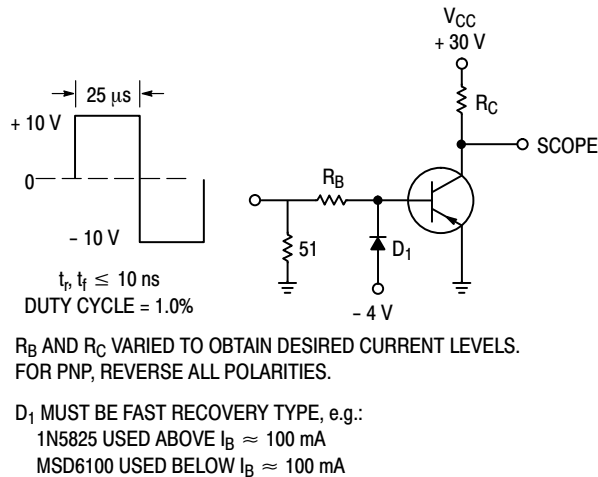 V_CC
+ 30 V
25 µs
+ 10 V
R_C
SCOPE
0
R_B
- 10 V
51
D_1
t_r, t_f ≤ 10 ns
DUTY CYCLE = 1.0%
- 4 V
R_B AND R_C VARIED TO OBTAIN DESIRED CURRENT LEVELS.
FOR PNP, REVERSE ALL POLARITIES.
D_1 MUST BE FAST RECOVERY TYPE, e.g.:
1N5825 USED ABOVE I_B ≈ 100 mA
MSD6100 USED BELOW I_B ≈ 100 mA